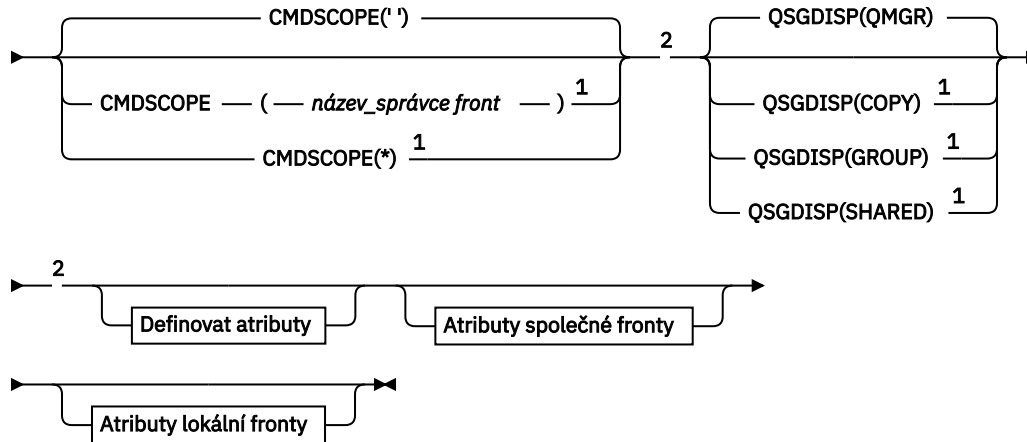 CMDSCOPE(' ')
CMDSCOPE ( název_správce front ) 1
CMDSCOPE(*) 1
2
QSGDISP(QMGR)
QSGDISP(COPY) 1
QSGDISP(GROUP) 1
QSGDISP(SHARED) 1
2
Definovat atributy
Atributy společné fronty
Atributy lokální fronty